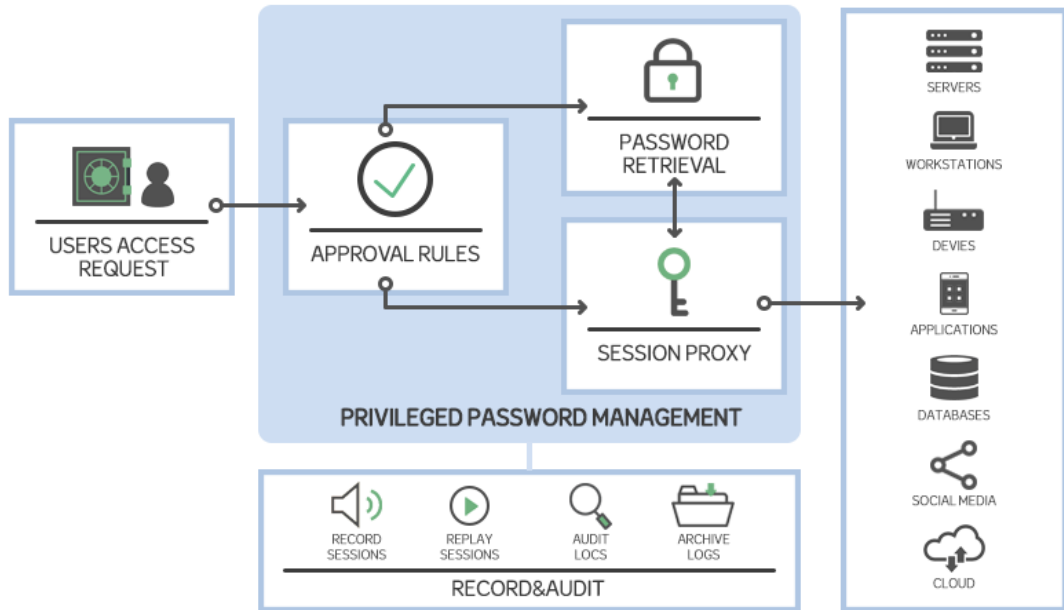 USERS ACCESS
REQUEST
APPROVAL RULES
PASSWORD
RETRIEVAL
SESSION PROXY
PRIVILEGED PASSWORD MANAGEMENT
RECORD
SESSIONS
REPLAY
SESSIONS
AUDIT
LOCS
ARCHIVE
LOGS
RECORD&AUDIT
SERVERS
WORKSTATIONS
DEVIES
APPLICATIONS
DATABASES
SOCIAL MEDIA
CLOUD